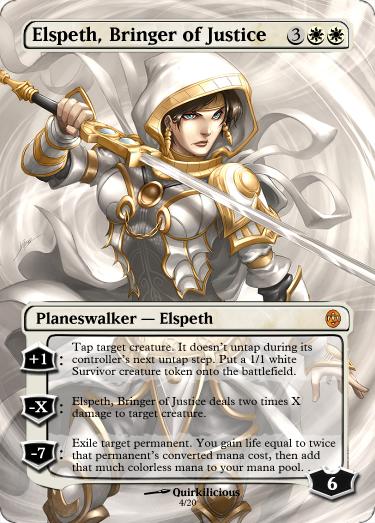 Elspeth, Bringer of Justice 3
Planeswalker — Elspeth
+1: Tap target creature. It doesn't untap during its
controller's next untap step. Put a 1/1 white
Survivor creature token onto the battlefield.
-X: Elspeth, Bringer of Justice deals two times X
damage to target creature.
-7: Exile target permanent. You gain life equal to twice
that permanent's converted mana cost, then add
that much colorless mana to your mana pool.
6
Quirkilicious
4/20